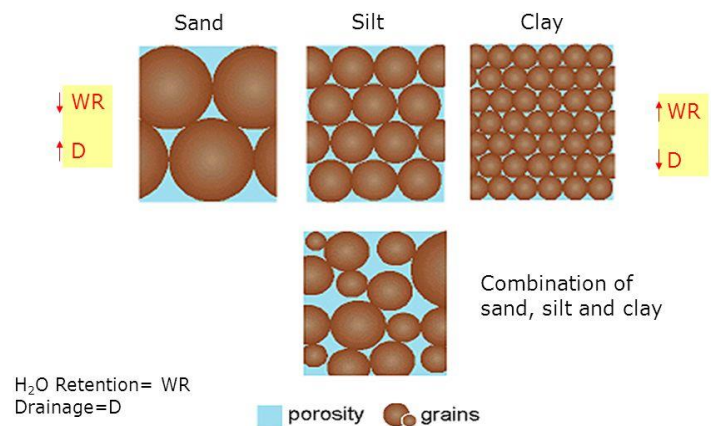 Sand
Silt
Clay
↓ WR
↑ D
↑ WR
↓ D
Combination of
sand, silt and clay
H₂O Retention= WR
Drainage=D
porosity
grains